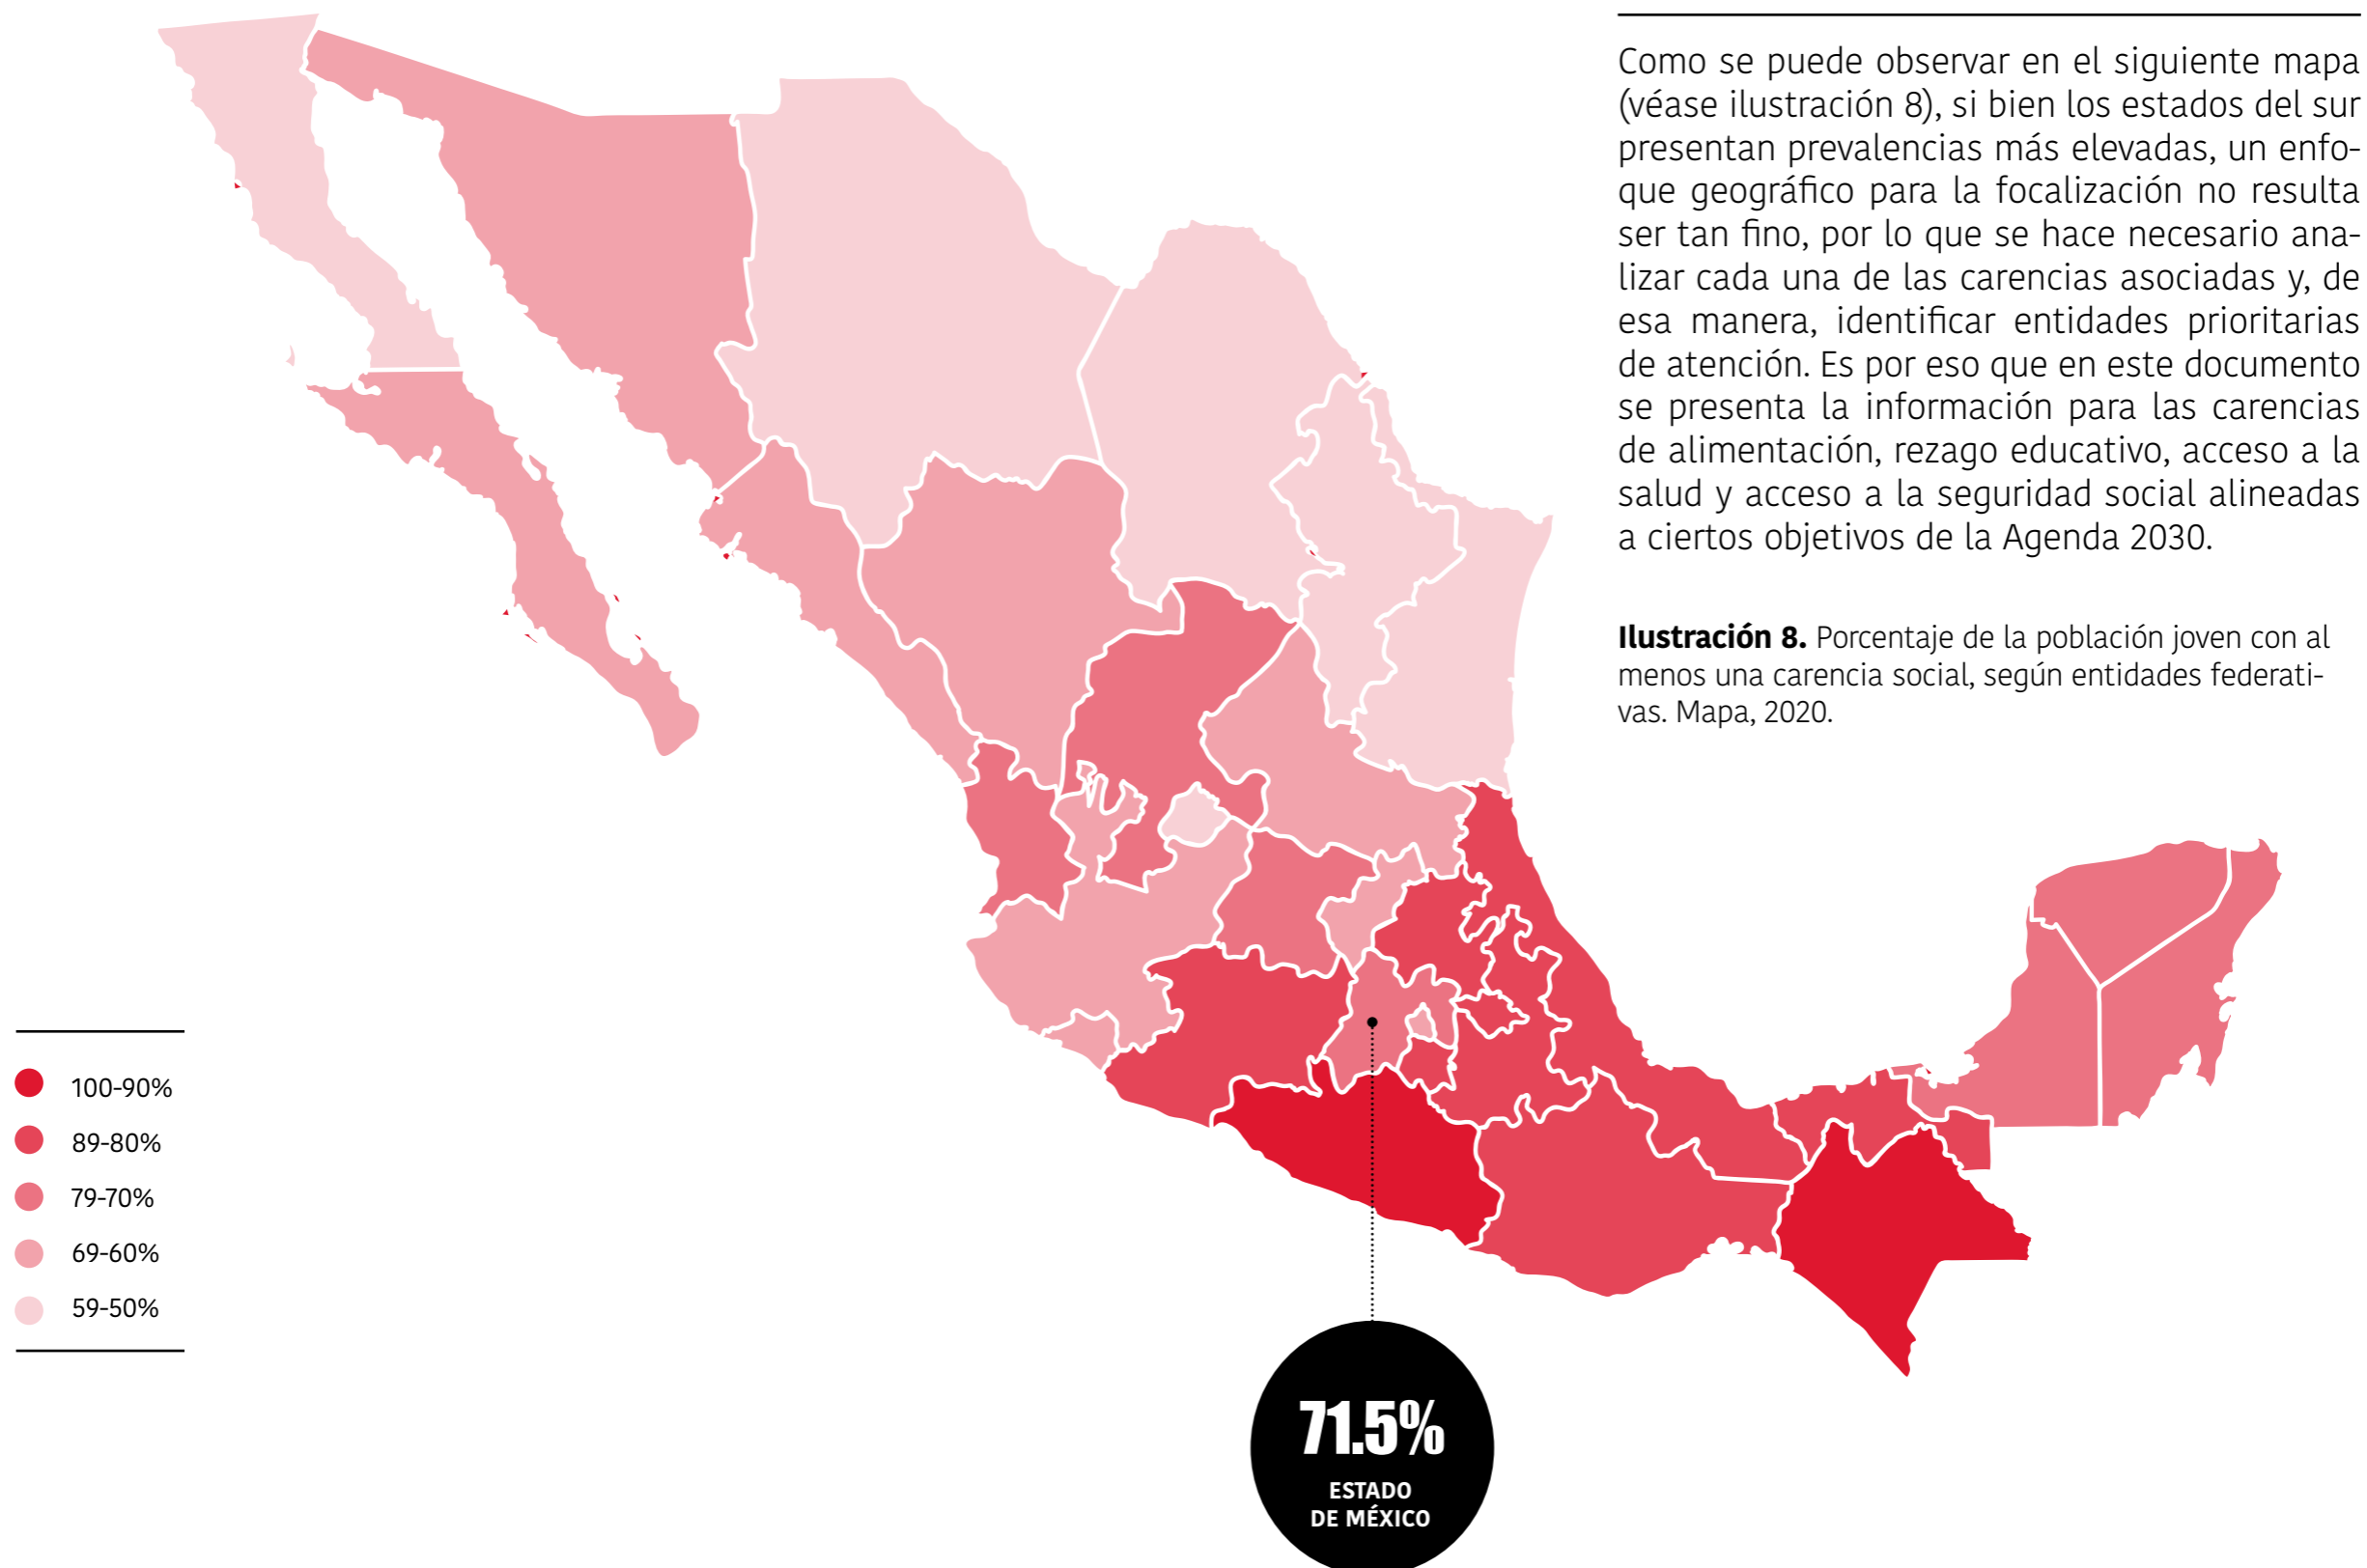 Como se puede observar en el siguiente mapa
(véase ilustración 8), si bien los estados del sur
presentan prevalencias más elevadas, un enfo-
que geográfico para la focalización no resulta
ser tan fino, por lo que se hace necesario ana-
lizar cada una de las carencias asociadas y, de
esa manera, identificar entidades prioritarias
de atención. Es por eso que en este documento
se presenta la información para las carencias
de alimentación, rezago educativo, acceso a la
salud y acceso a la seguridad social alineadas
a ciertos objetivos de la Agenda 2030.
Ilustración 8. Porcentaje de la población joven con al
menos una carencia social, según entidades federati-
vas. Mapa, 2020.
100-90%
89-80%
79-70%
69-60%
59-50%
71.5%
ESTADO
DE MÉXICO